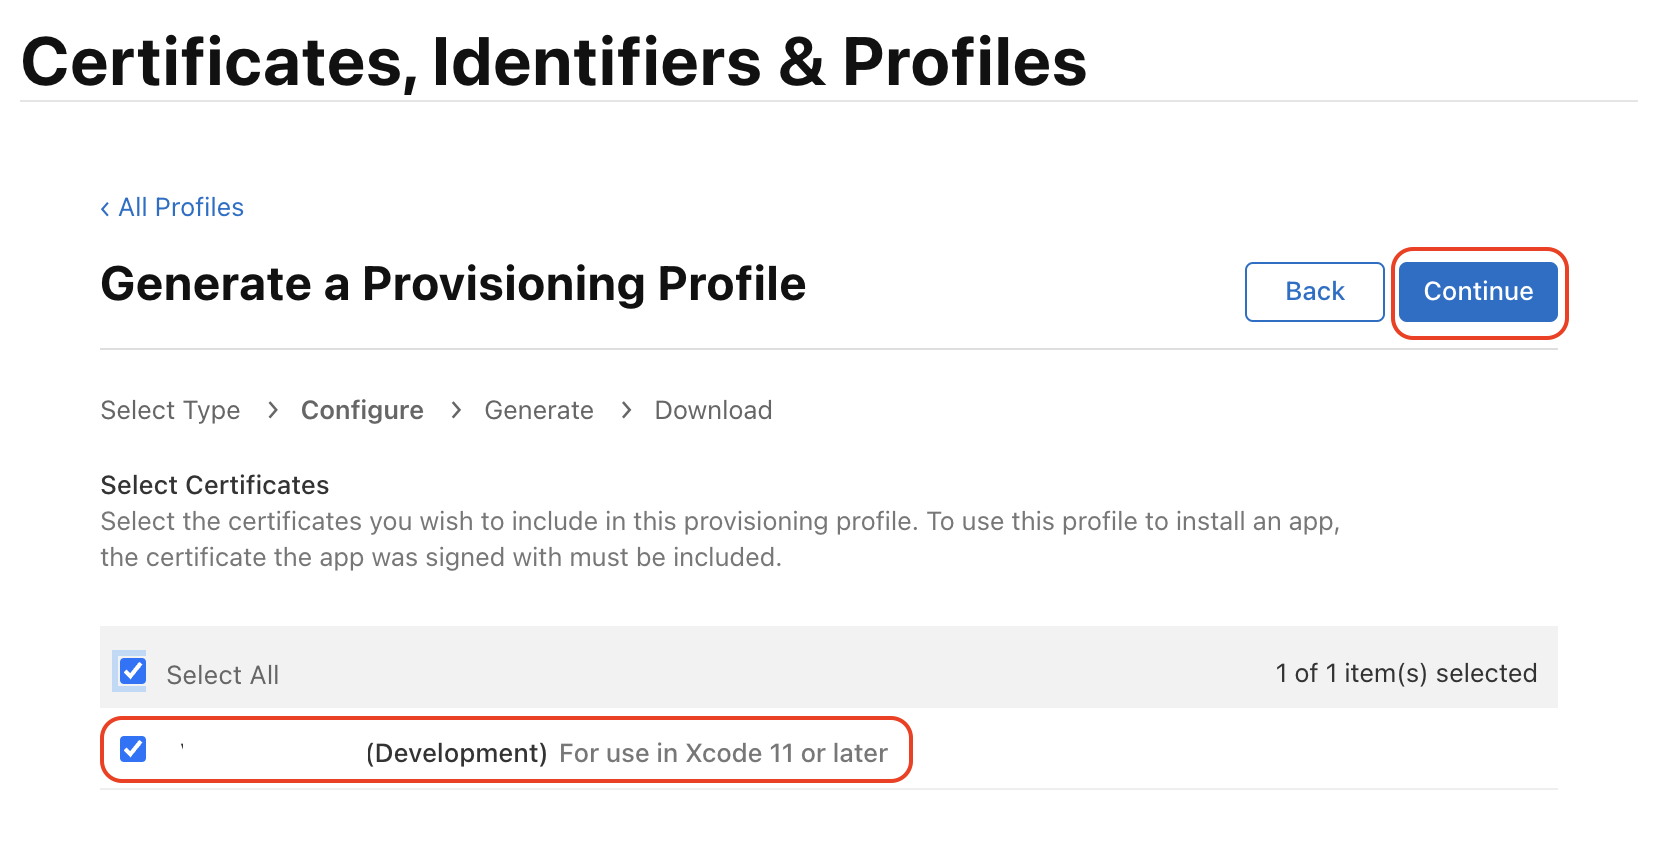 Certificates, Identifiers & Profiles
‹ All Profiles
Generate a Provisioning Profile
Back
Continue
Select Type > Configure > Generate > Download
Select Certificates
Select the certificates you wish to include in this provisioning profile. To use this profile to install an app,
the certificate the app was signed with must be included.
Select All
1 of 1 item(s) selected
(Development) For use in Xcode 11 or later